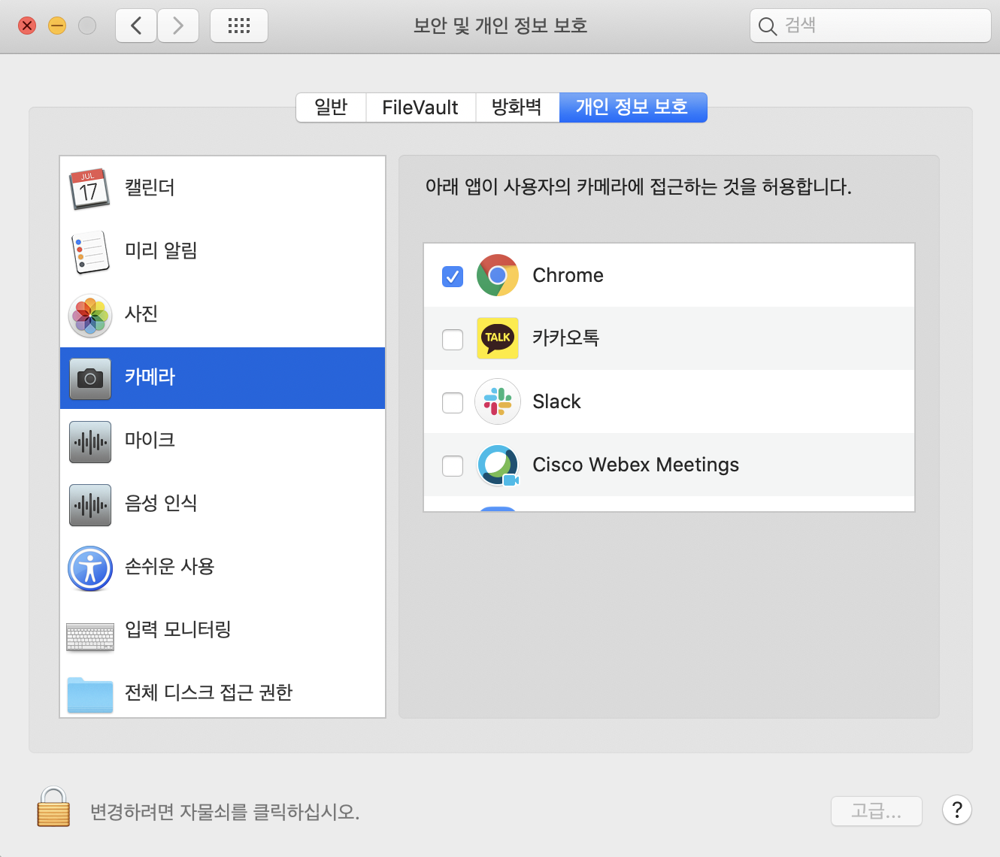 보안 및 개인 정보 보호
검색
일반
FileVault
방화벽
개인 정보 보호
JUL
17
캘린더
미리 알림
사진
카메라
마이크
음성 인식
손쉬운 사용
입력 모니터링
전체 디스크 접근 권한
아래 앱이 사용자의 카메라에 접근하는 것을 허용합니다.
Chrome
TALK
카카오톡
Slack
Cisco Webex Meetings
변경하려면 자물쇠를 클릭하십시오.
고급...
?